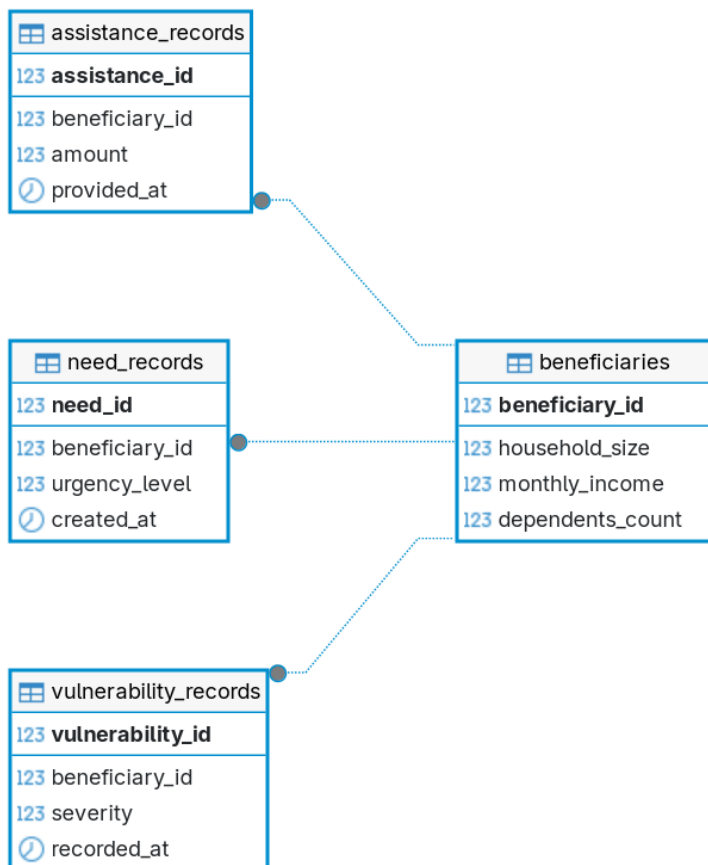 assistance_records
123 assistance_id
123 beneficiary_id
123 amount
provided_at
need_records
123 need_id
123 beneficiary_id
123 urgency_level
created_at
beneficiaries
123 beneficiary_id
123 household_size
123 monthly_income
123 dependents_count
vulnerability_records
123 vulnerability_id
123 beneficiary_id
123 severity
recorded_at